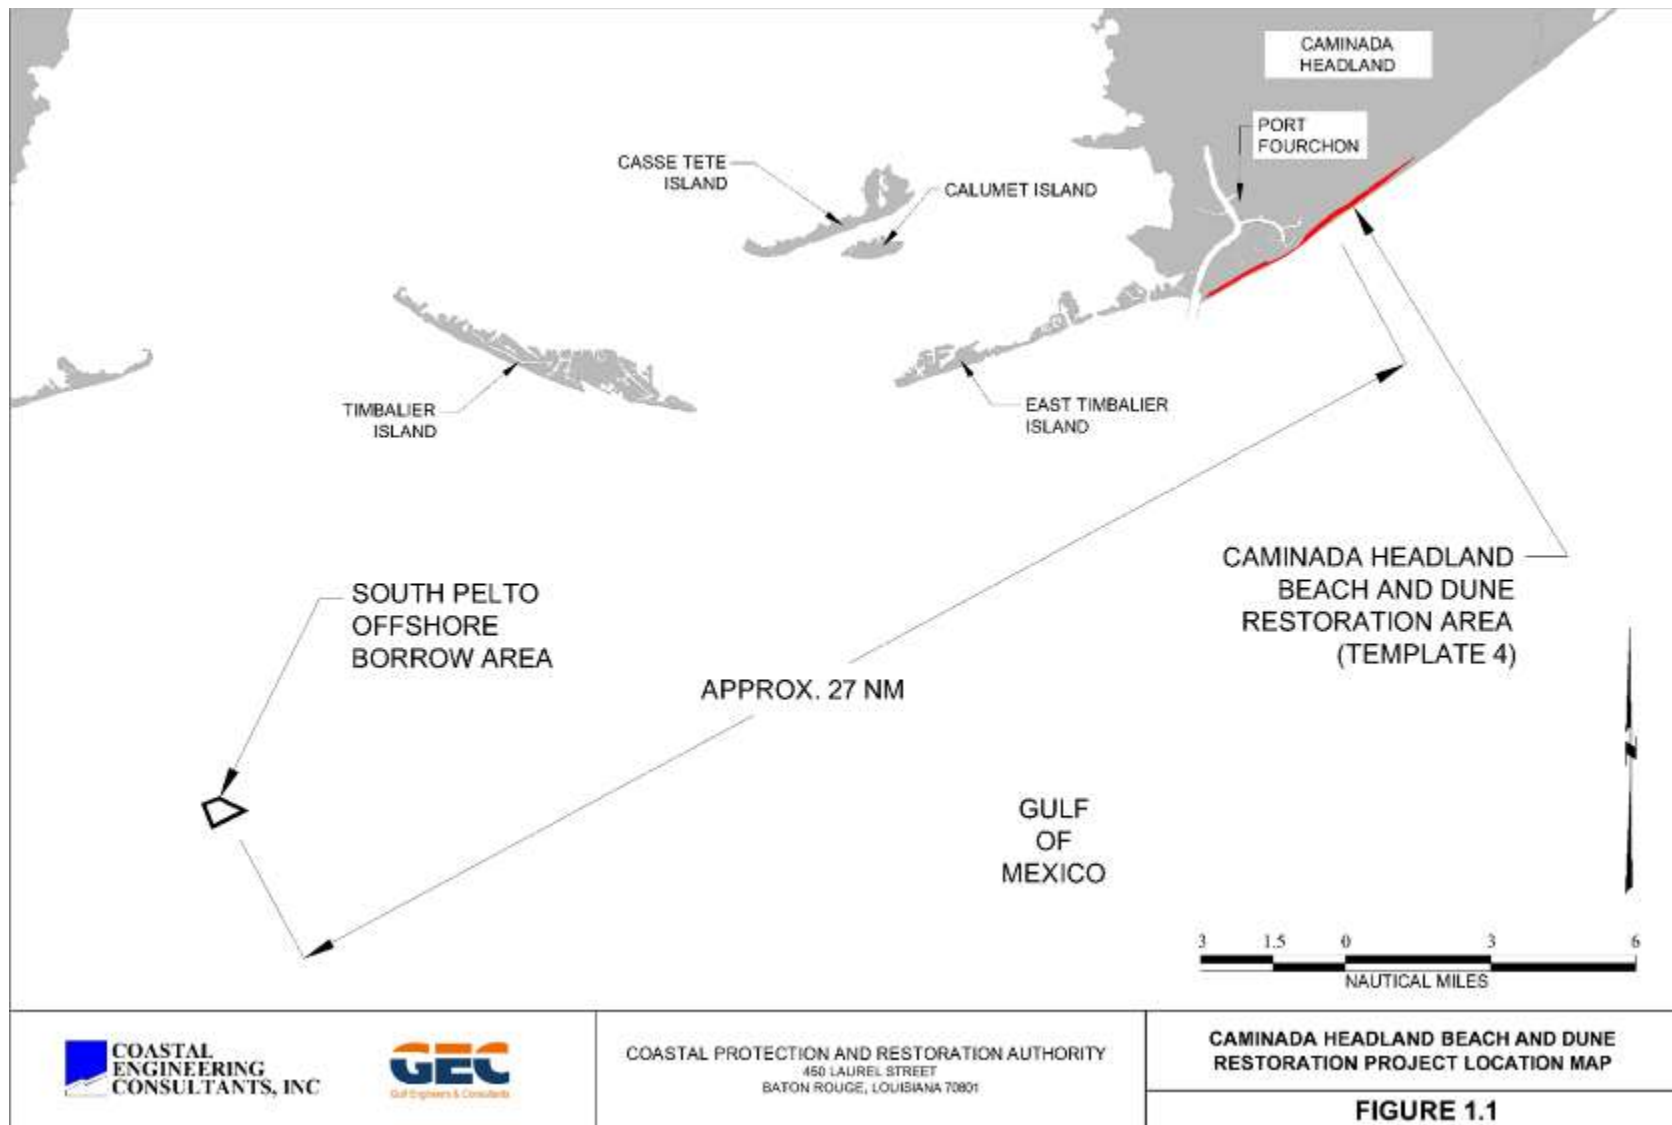 CAMINADA
HEADLAND
PORT
FOURCHON
CASSE TETE
ISLAND
CALUMET ISLAND
TIMBALIER
ISLAND
EAST TIMBALIER
ISLAND
CAMINADA HEADLAND
BEACH AND DUNE
RESTORATION AREA
(TEMPLATE 4)
SOUTH PELTO
OFFSHORE
BORROW AREA
APPROX. 27 NM
GULF
OF
MEXICO
3 1.5 0 3 6
NAUTICAL MILES
COASTAL
ENGINEERING
CONSULTANTS, INC
GEC
Gulf Engineers & Consultants
COASTAL PROTECTION AND RESTORATION AUTHORITY
450 LAUREL STREET
BATON ROUGE, LOUISIANA 70801
CAMINADA HEADLAND BEACH AND DUNE
RESTORATION PROJECT LOCATION MAP
FIGURE 1.1